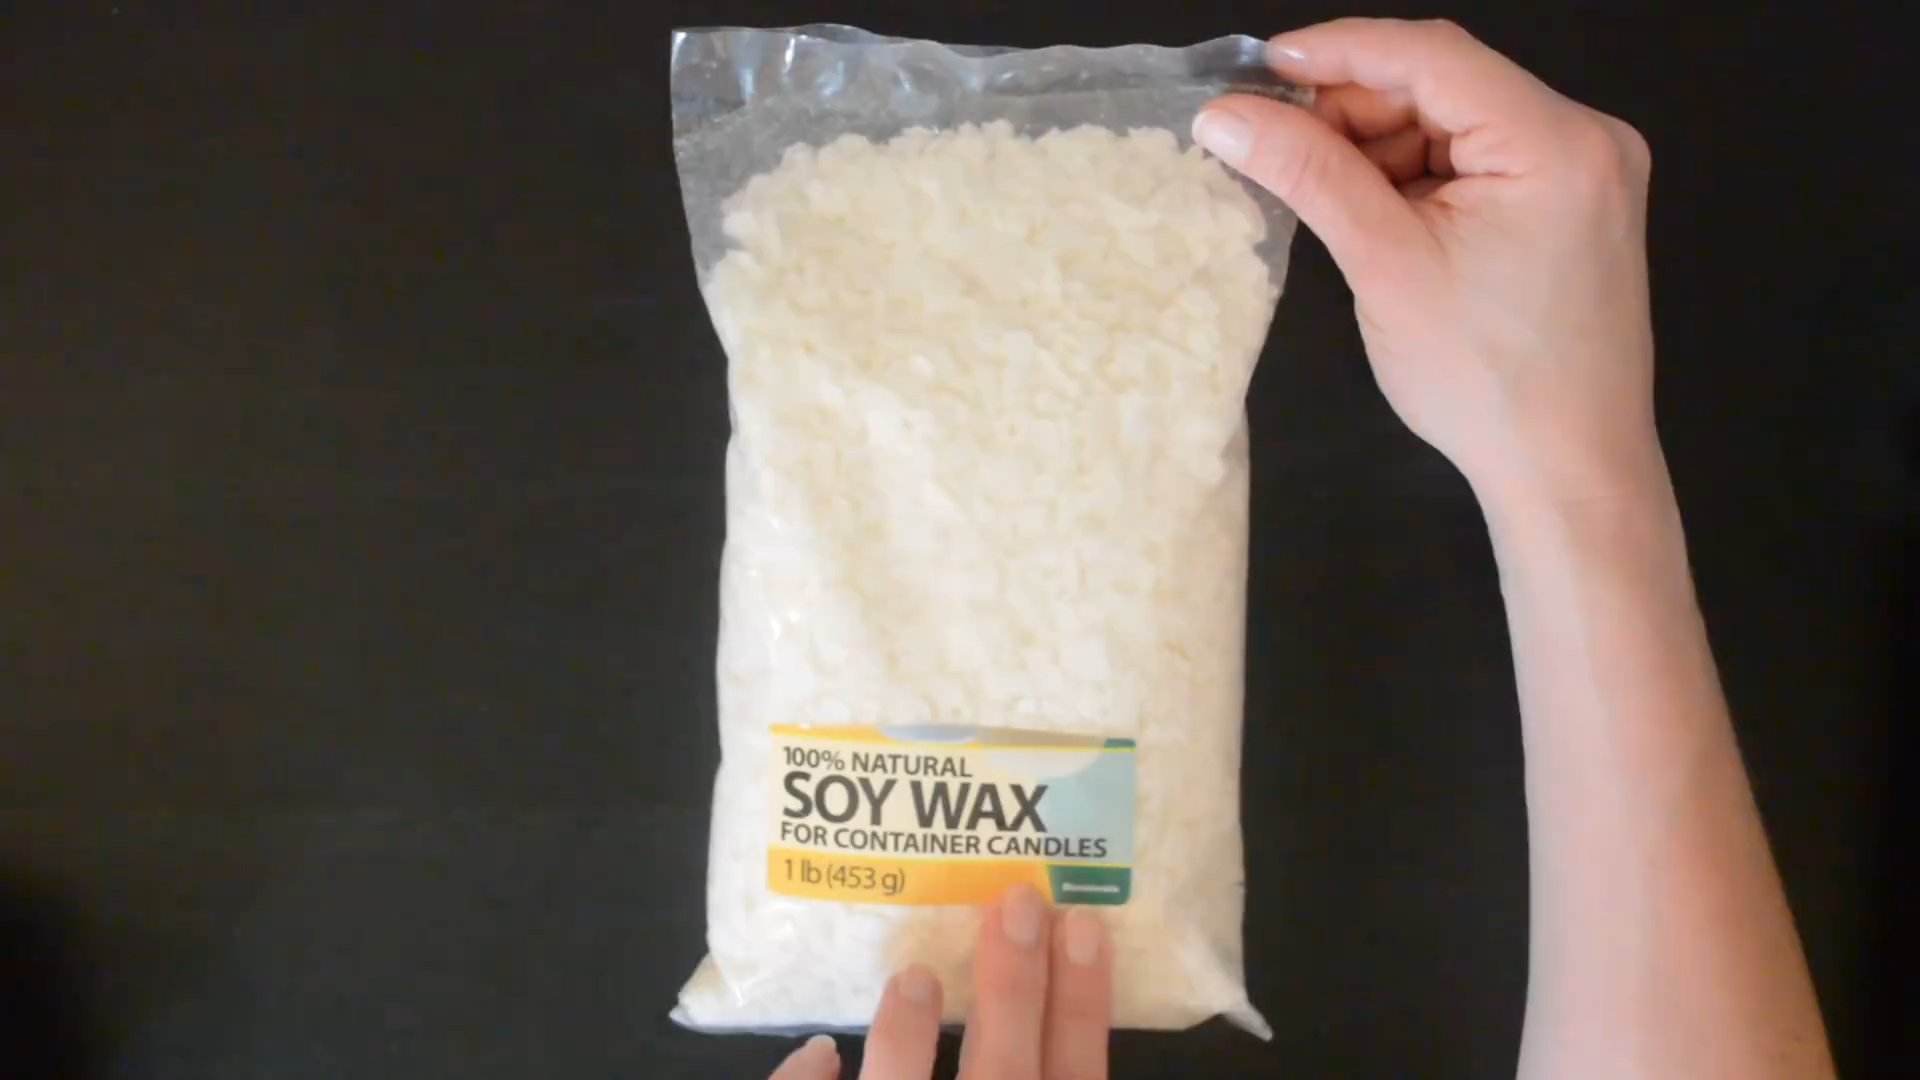 100% NATURAL
SOY WAX
FOR CONTAINER CANDLES
1 lb (453 g)